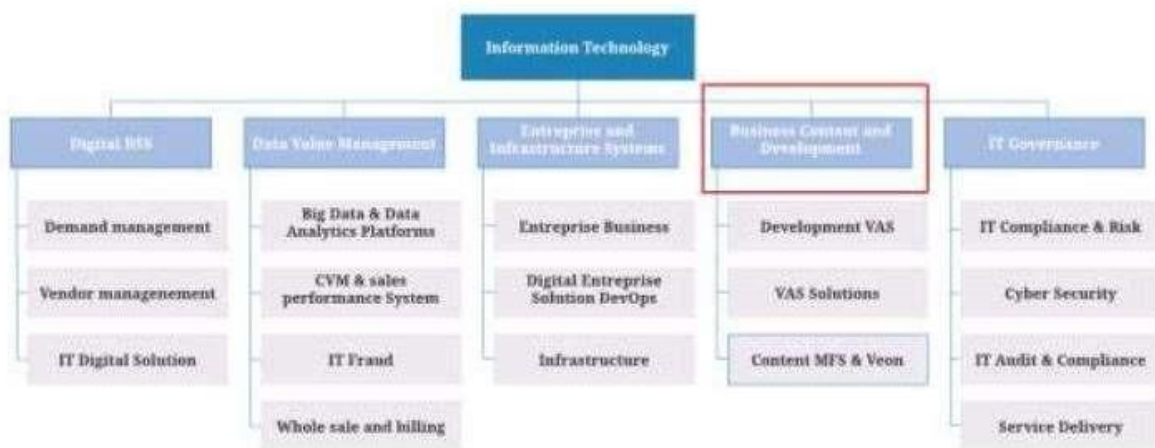 Information Technology
Digital BSS
Data Value Management
Entreprise and
Infrastructure Systems
Business Content and
Development
IT Governance
Demand management
Vendor managenement
IT Digital Solution
Big Data & Data
Analytics Platforms
CVM & sales
performance System
IT Fraud
Whole sale and billing
Entreprise Business
Digital Entreprise
Solution DevOps
Infrastructure
Development VAS
VAS Solutions
Content MFS & Veon
IT Compliance & Risk
Cyber Security
IT Audit & Compliance
Service Delivery